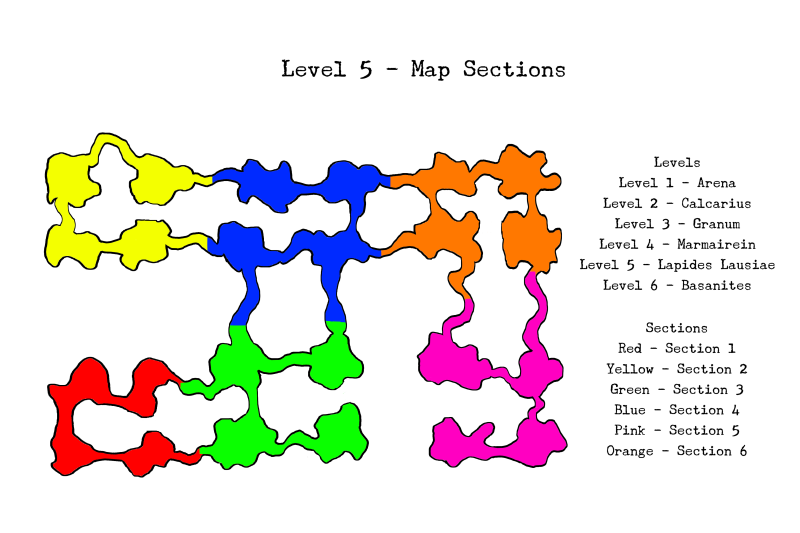 Level 5 - Map Sections
Levels
Level 1 - Arena
Level 2 - Calcarius
Level 3 - Granum
Level 4 - Marmairein
Level 5 - Lapides Lausiae
Level 6 - Basanites
Sections
Red - Section 1
Yellow - Section 2
Green - Section 3
Blue - Section 4
Pink - Section 5
Orange - Section 6